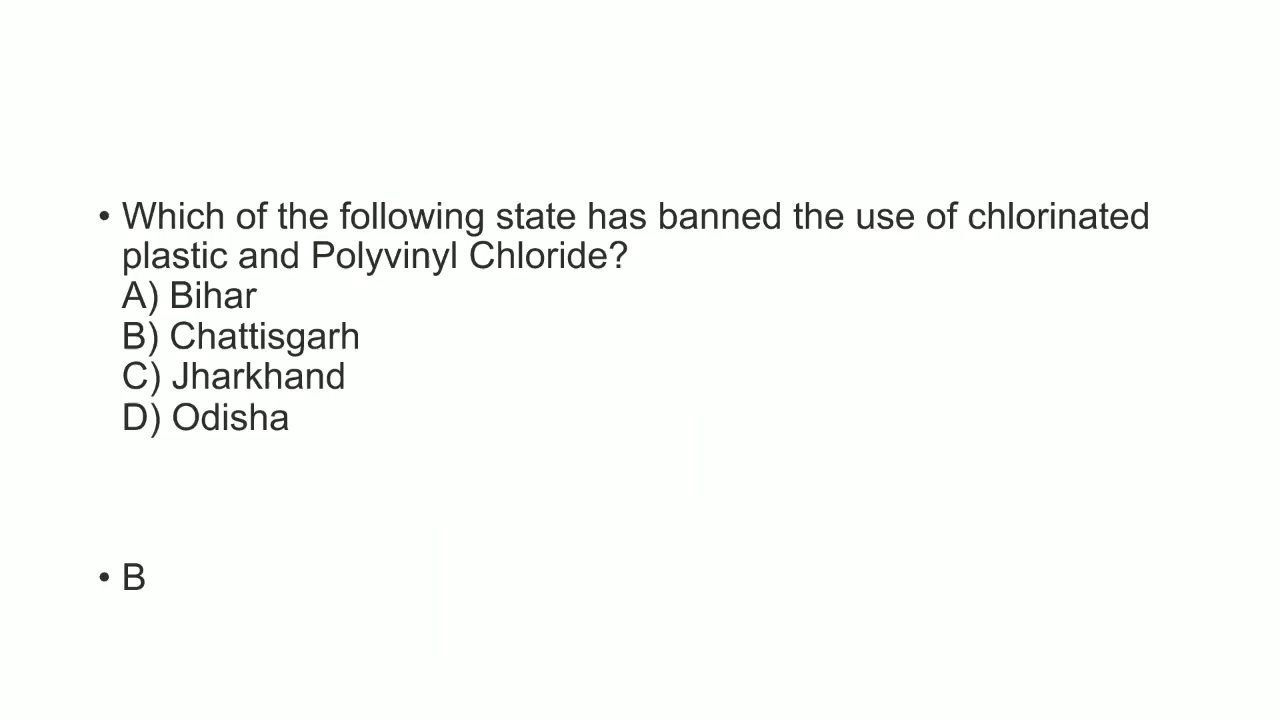 • Which of the following state has banned the use of chlorinated
plastic and Polyvinyl Chloride?
A) Bihar
B) Chattisgarh
C) Jharkhand
D) Odisha
• B